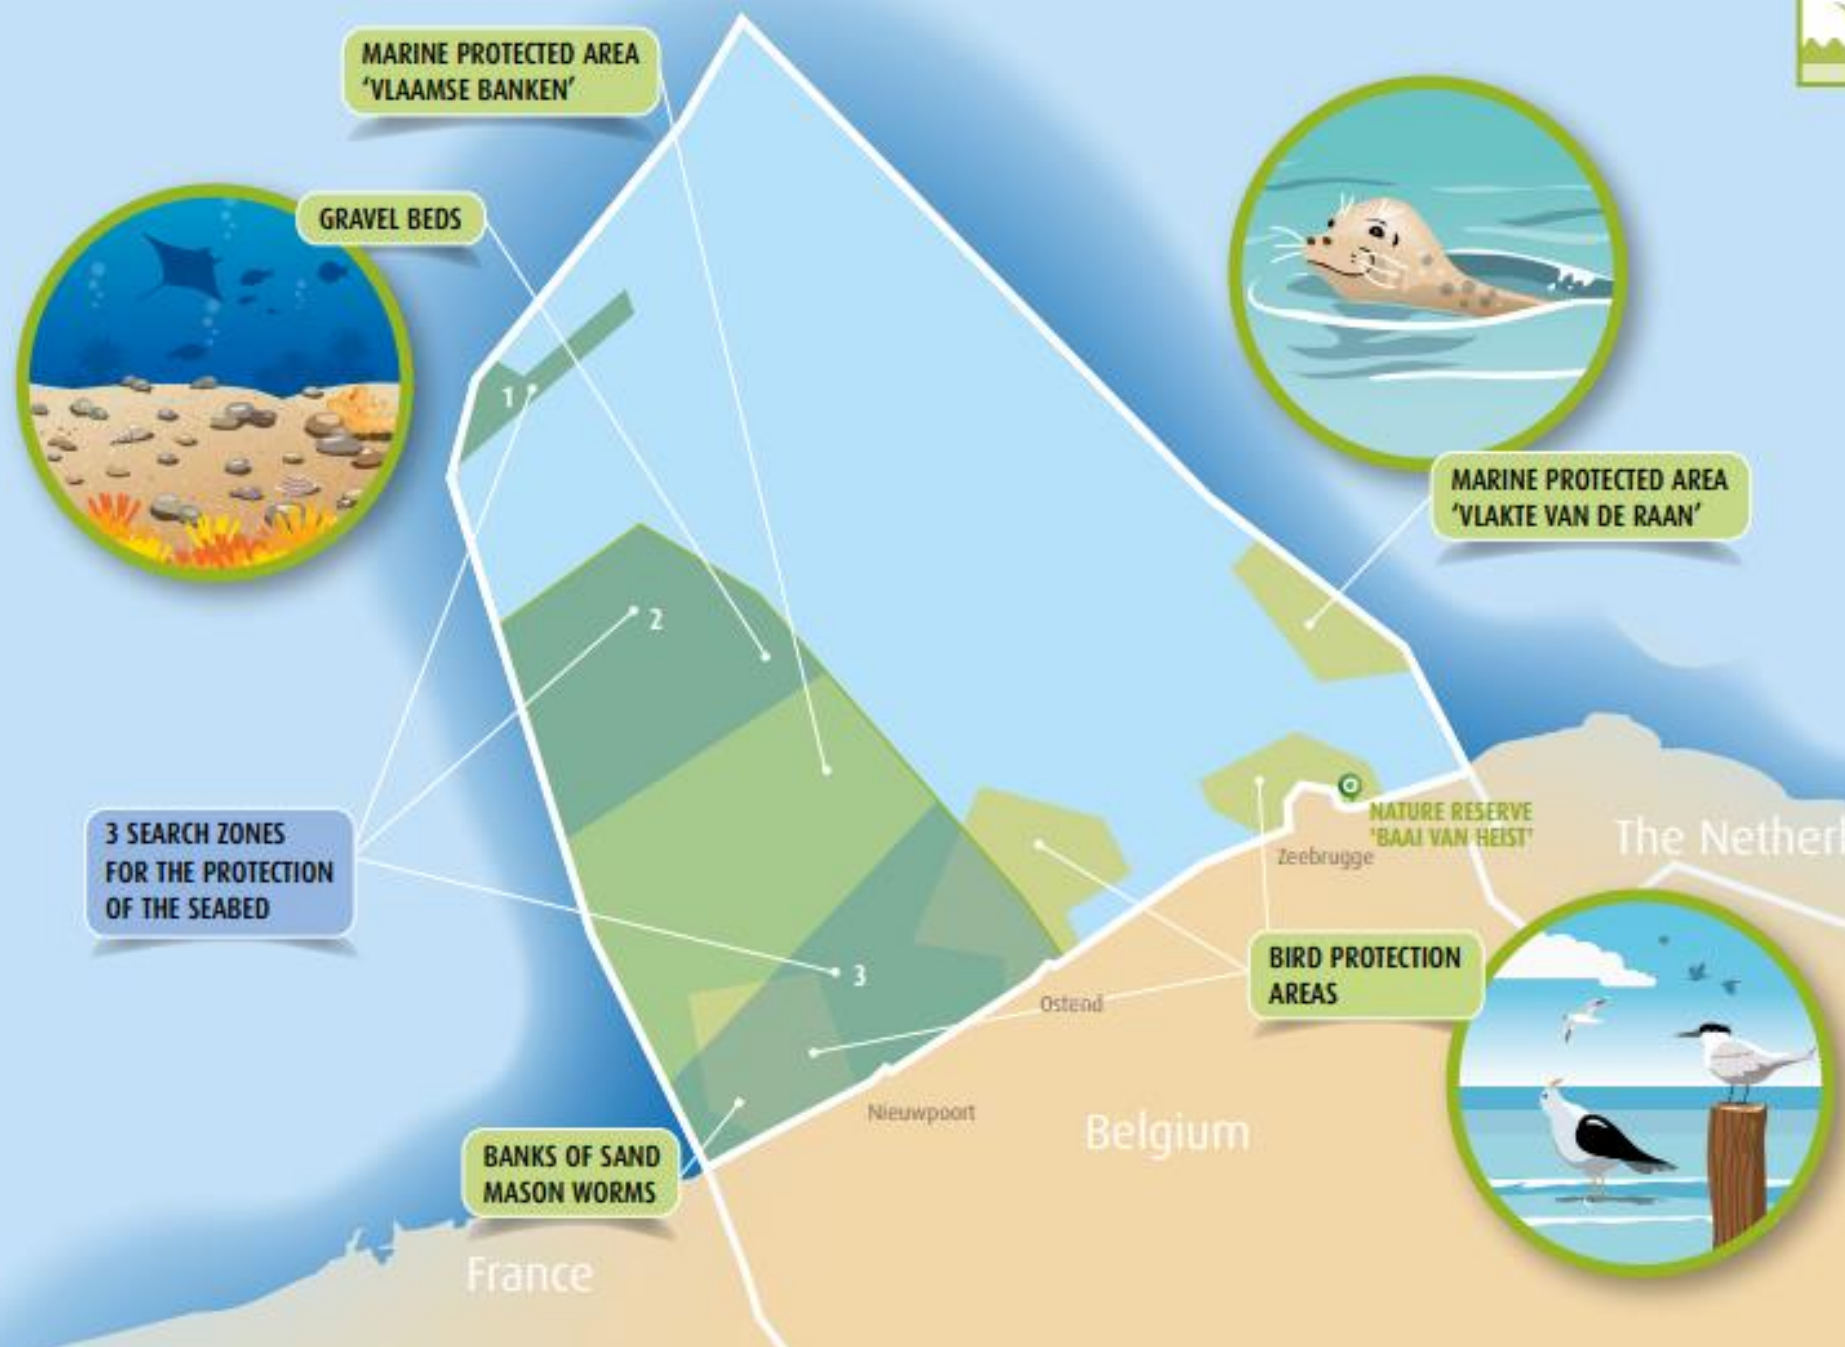 MARINE PROTECTED AREA
'VLAAMSE BANKEN'
GRAVEL BEDS
1
MARINE PROTECTED AREA
'VLAKTE VAN DE RAAN'
2
3 SEARCH ZONES
FOR THE PROTECTION
OF THE SEABED
NATURE RESERVE
'BAAI VAN HEIST'
Zeebrugge
The Netherl
BIRD PROTECTION
AREAS
3
Ostend
Nieuwpoort
Belgium
BANKS OF SAND
MASON WORMS
France